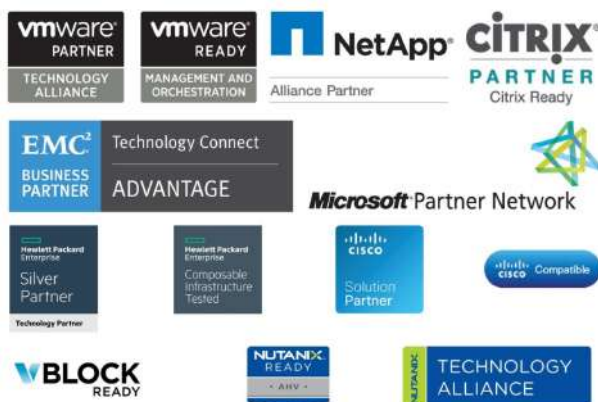 vmware®
PARTNER
TECHNOLOGY
ALLIANCE
vmware®
READY
MANAGEMENT AND
ORCHESTRATION
NetApp®
Alliance Partner
CİTRIX®
PARTNER
Citrix Ready
EMC²
BUSINESS
PARTNER
Technology Connect
ADVANTAGE
Microsoft Partner Network
Hewlett Packard
Enterprise
Silver
Partner
Technology Partner
Hewlett Packard
Enterprise
Composable
Infrastructure
Tested
CISCO
Solution
Partner
CISCO
Compatible
VBLOCK
READY
NUTANIX
READY
- AHV -
NUTANIX
TECHNOLOGY
ALLIANCE